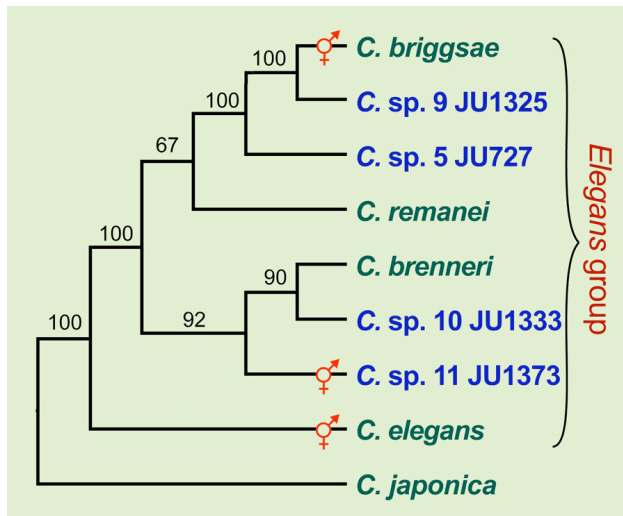 100
C. briggsae
100
C. sp. 9 JU1325
67
C. sp. 5 JU727
100
C. remanei
90
C. brenneri
100
92
C. sp. 10 JU1333
C. sp. 11 JU1373
C. elegans
C. japonica
Elegans group